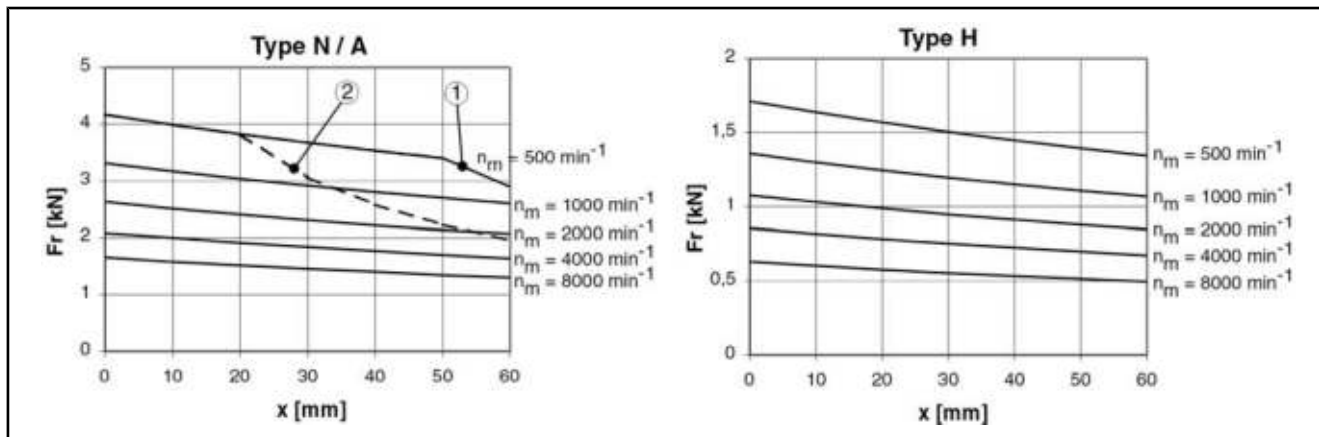 Type N / A
5
4
3
2
1
0
Fr [kN]
②
①
n_m = 500 min⁻¹
n_m = 1000 min⁻¹
n_m = 2000 min⁻¹
n_m = 4000 min⁻¹
n_m = 8000 min⁻¹
0 10 20 30 40 50 60
x [mm]
Type H
2
1,5
1
0,5
0
Fr [kN]
n_m = 500 min⁻¹
n_m = 1000 min⁻¹
n_m = 2000 min⁻¹
n_m = 4000 min⁻¹
n_m = 8000 min⁻¹
0 10 20 30 40 50 60
x [mm]